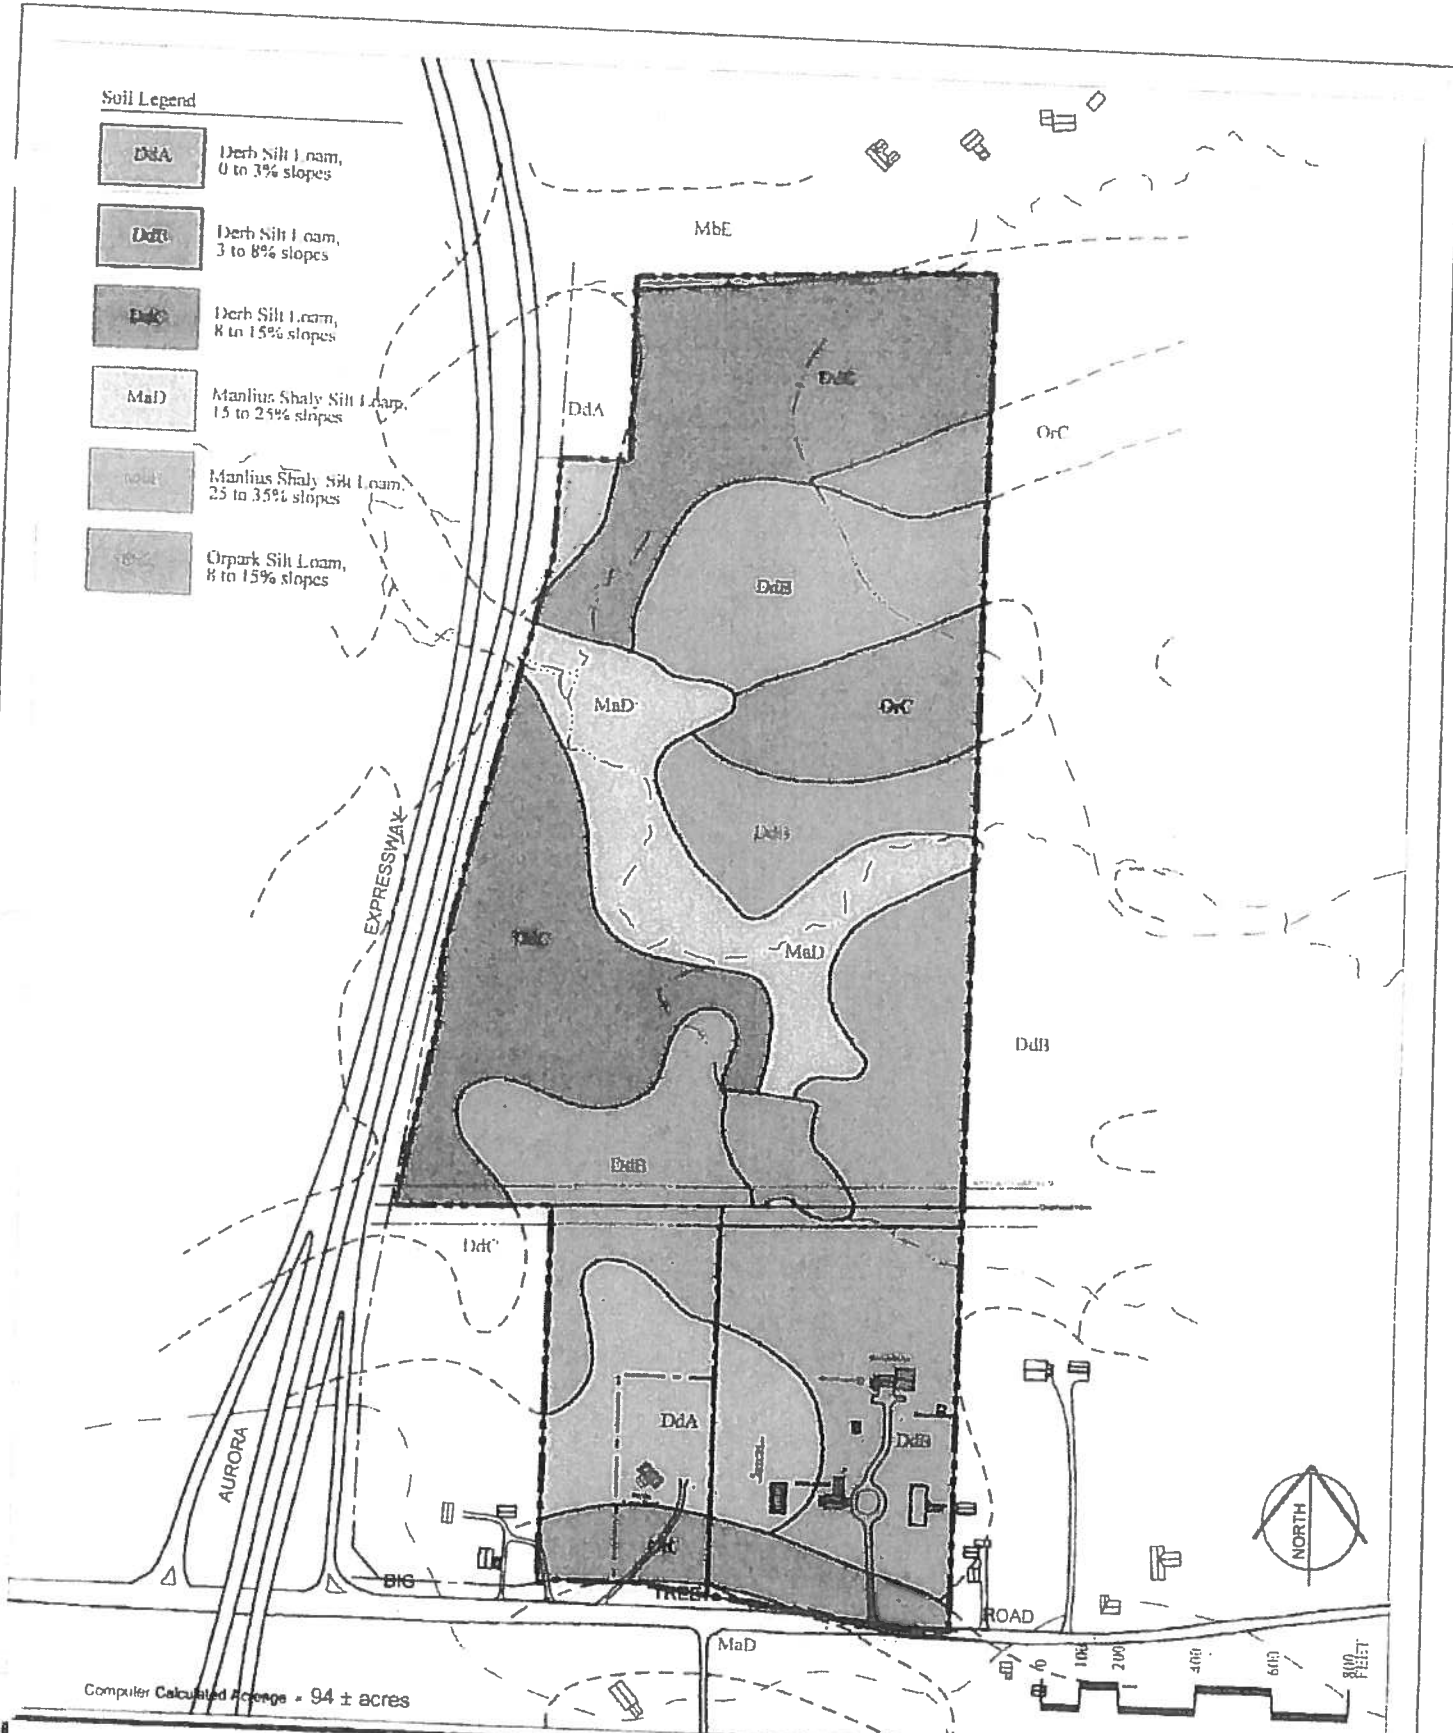 Soil Legend
DdA
Derb Silt Loam,
0 to 3% slopes
DdB
Derb Silt Loam,
3 to 8% slopes
DdC
Derb Silt Loam,
8 to 15% slopes
MaD
Manlius Shaly Silt Loam,
15 to 25% slopes
Manlius Shaly Silt Loam,
25 to 35% slopes
Orpark Silt Loam,
8 to 15% slopes
MbE
DdC
DdA
OrC
DdB
MaD
OrC
DdB
EXPRESSWAY
DdC
MaD
DdB
DdB
DdC
DdA
DdB
AURORA
NORTH
BIG
TREE
ROAD
MaD
0 100 200 400 600 800
FEET
Computer Calculated Acreage = 94 ± acres